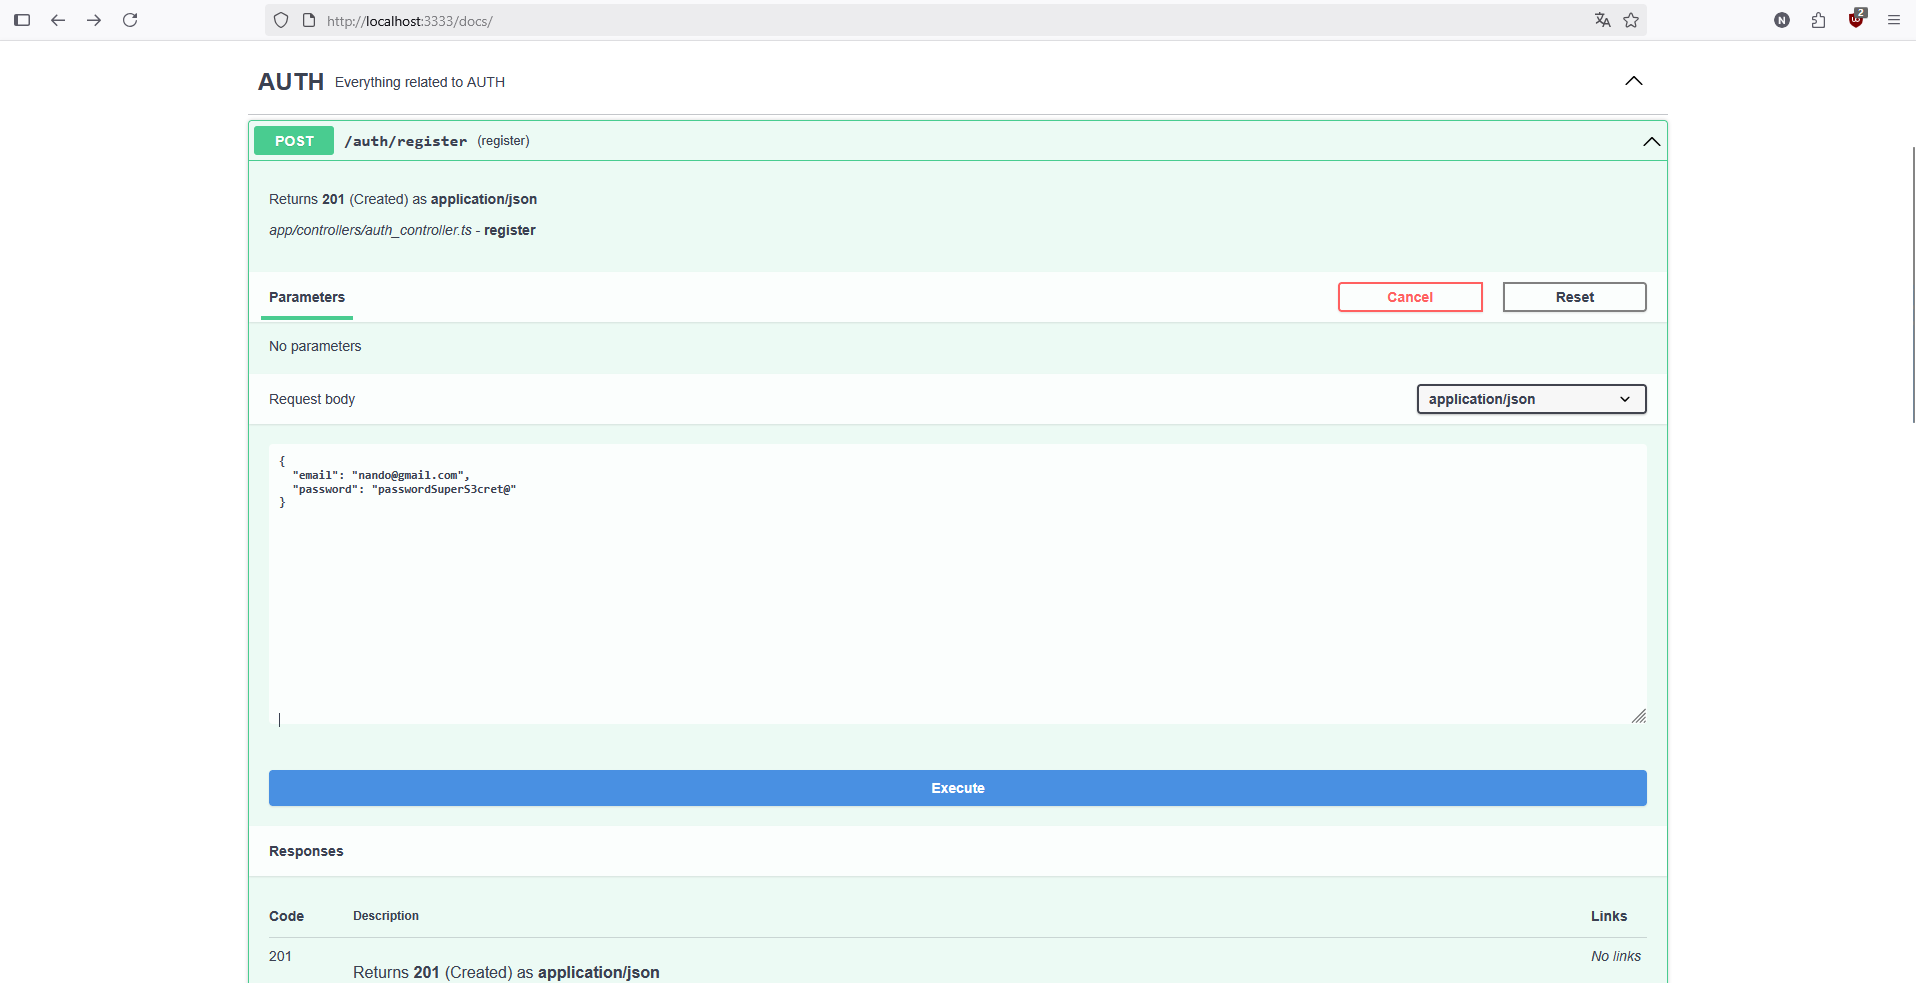 http://localhost:3333/docs/
N
2
AUTH Everything related to AUTH
POST /auth/register (register)
Returns 201 (Created) as application/json
app/controllers/auth_controller.ts - register
Parameters
Cancel
Reset
No parameters
Request body
application/json
{
"email": "nando@gmail.com",
"password": "passwordSuperS3cret@"
}
Execute
Responses
Code Description Links
201 No links
Returns 201 (Created) as application/json